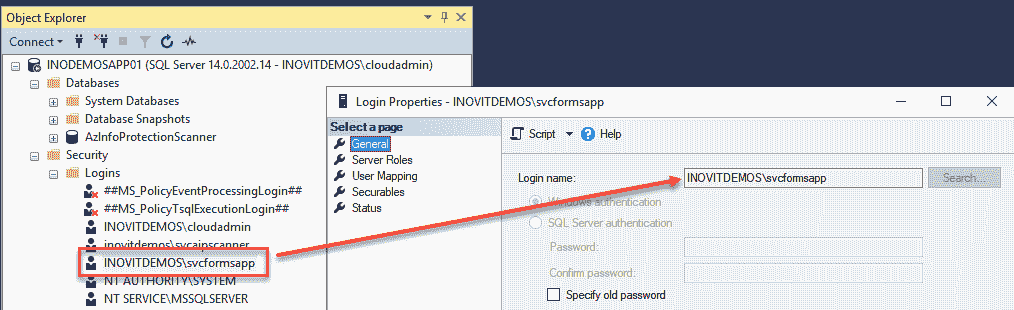 Object Explorer
Connect
INODEMOSAPP01 (SQL Server 14.0.2002.14 - INOVITDEMOS\cloudadmin)
Databases
System Databases
Database Snapshots
AzInfoProtectionScanner
Security
Logins
##MS_PolicyEventProcessingLogin##
##MS_PolicyTsqlExecutionLogin##
INOVITDEMOS\cloudadmin
inovitdemos\svcaipscanner
INOVITDEMOS\svcformsapp
NT AUTHORITY\SYSTEM
NT SERVICE\MSSQLSERVER
Login Properties - INOVITDEMOS\svcformsapp
Select a page
General
Server Roles
User Mapping
Securables
Status
Script Help
Login name: INOVITDEMOS\svcformsapp Search...
Windows authentication
SQL Server authentication
Password:
Confirm password:
Specify old password